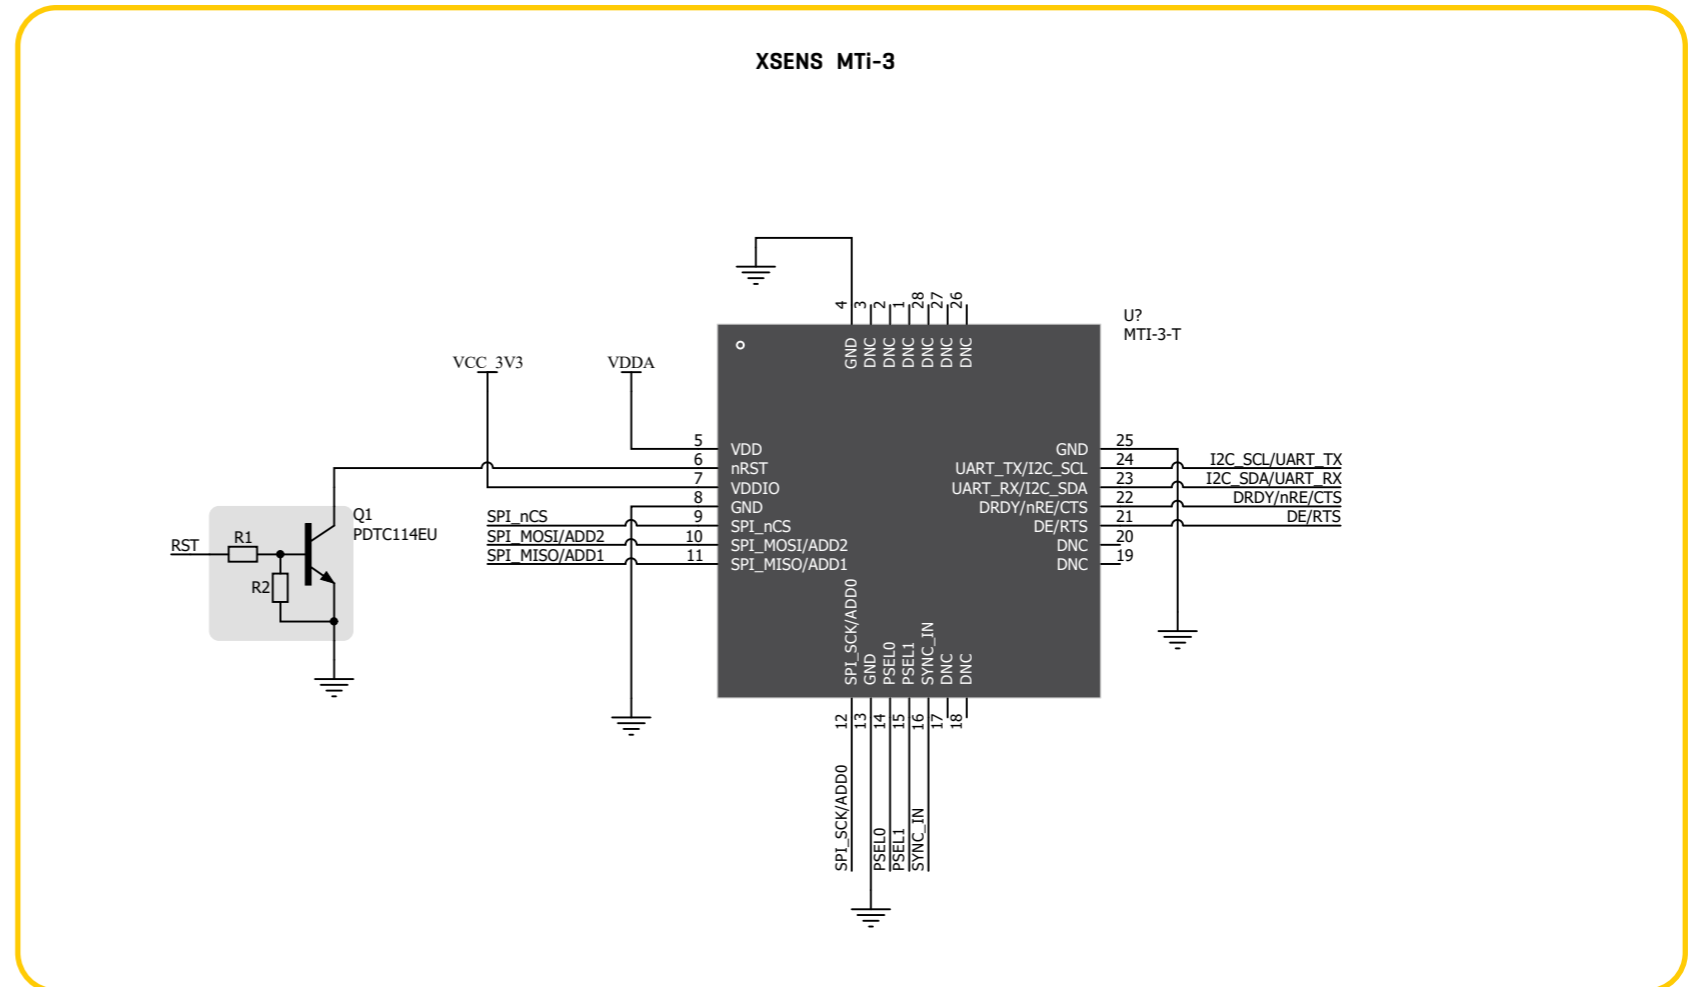 XSENS MTi-3
4
3
2
1
28
27
26
U?
MTI-3-T
GND
DNC
DNC
DNC
DNC
DNC
DNC
VCC_3V3
VDDA
5
VDD
6
nRST
7
VDDIO
8
GND
SPI_nCS
9
SPI_nCS
SPI_MOSI/ADD2
10
SPI_MOSI/ADD2
SPI_MISO/ADD1
11
SPI_MISO/ADD1
GND
25
UART_TX/I2C_SCL
24
I2C_SCL/UART_TX
UART_RX/I2C_SDA
23
I2C_SDA/UART_RX
DRDY/nRE/CTS
22
DRDY/nRE/CTS
DE/RTS
21
DE/RTS
DNC
20
DNC
19
Q1
PDTC114EU
RST
R1
R2
SPI_SCK/ADD0
GND
PSEL0
PSEL1
SYNC_IN
DNC
DNC
12
13
14
15
16
17
18
SPI_SCK/ADD0
PSEL0
PSEL1
SYNC_IN